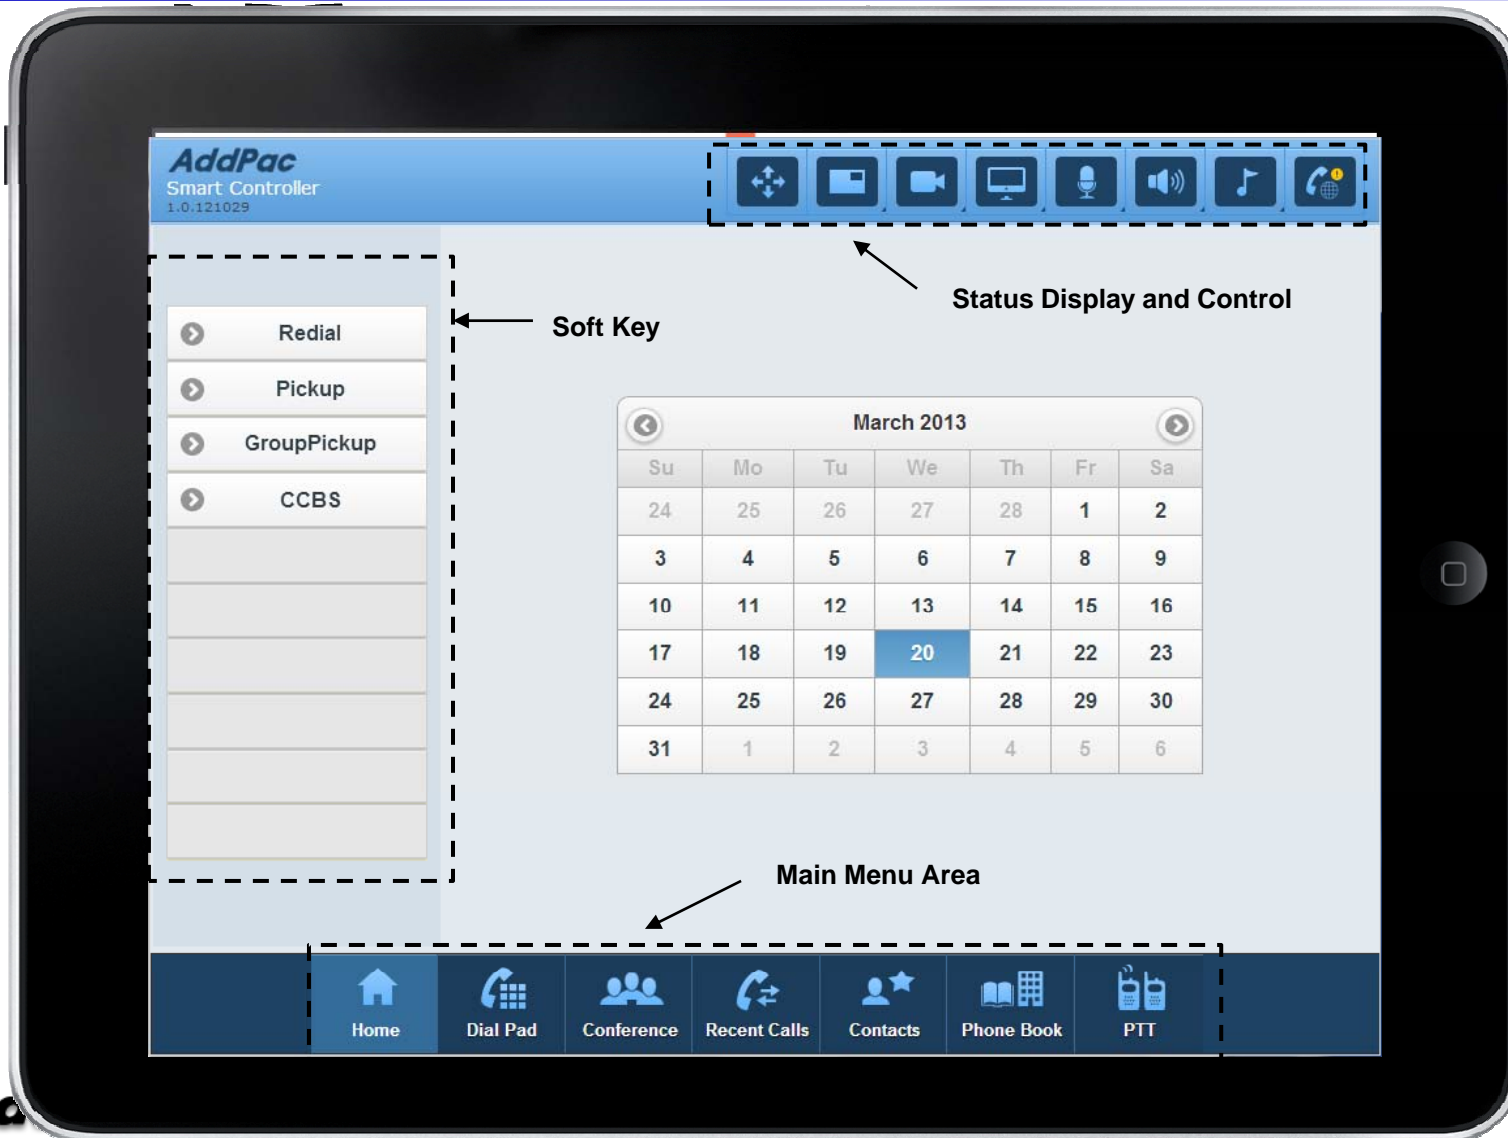 AddPac
Smart Controller
1.0.121029
Status Display and Control
Soft Key
Redial
Pickup
GroupPickup
CCBS
March 2013
Su Mo Tu We Th Fr Sa
24 25 26 27 28 1 2
3 4 5 6 7 8 9
10 11 12 13 14 15 16
17 18 19 20 21 22 23
24 25 26 27 28 29 30
31 1 2 3 4 5 6
Main Menu Area
Home Dial Pad Conference Recent Calls Contacts Phone Book PTT